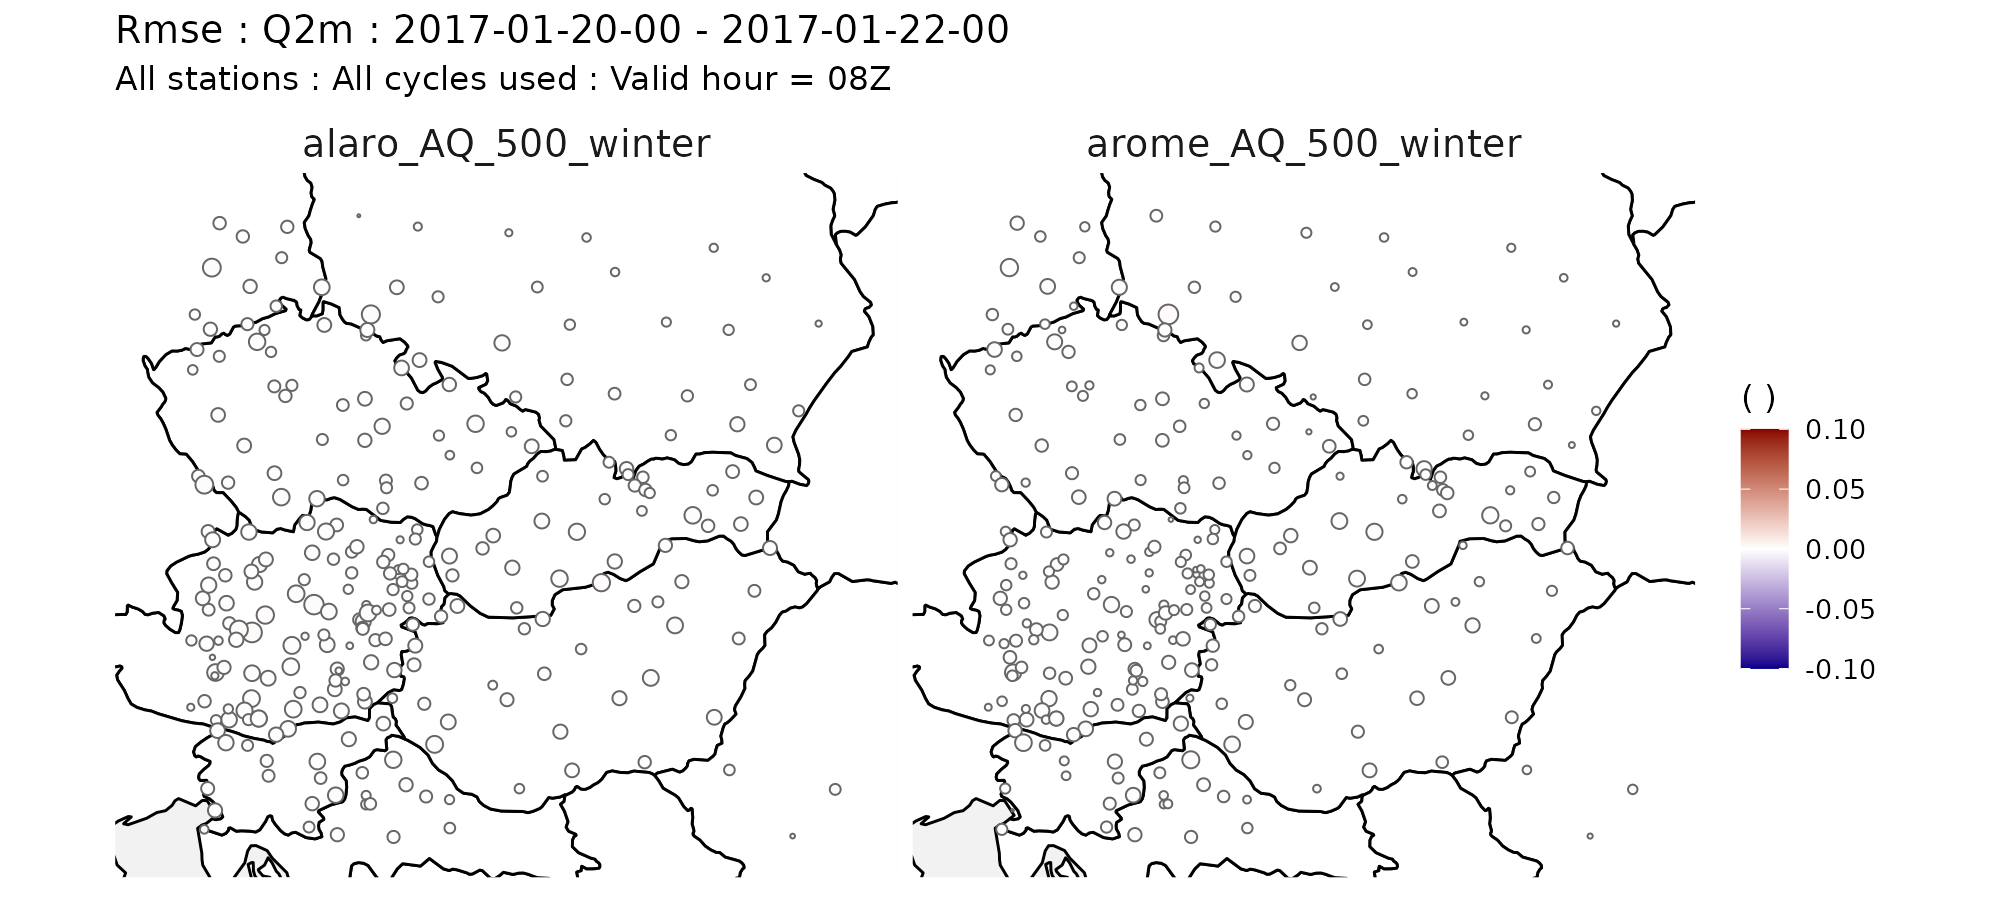 Rmse : Q2m : 2017-01-20-00 - 2017-01-22-00
All stations : All cycles used : Valid hour = 08Z
alaro_AQ_500_winter
arome_AQ_500_winter
( )
0.10
0.05
0.00
-0.05
-0.10